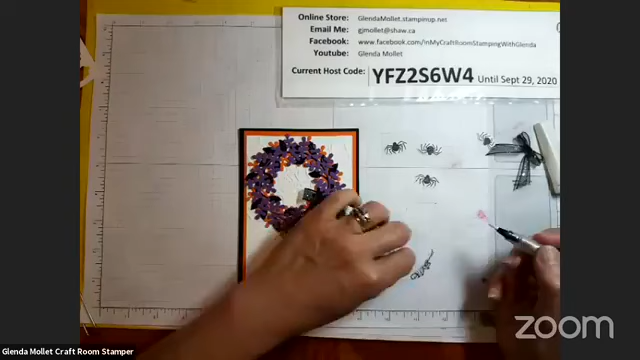 Online Store: GlendaMollet.stampinup.net
Email Me: gjmollet@shaw.ca
Facebook: www.facebook.com/InMyCraftRoomStampingWithGlenda
Youtube: Glenda Mollet
Current Host Code: YFZ2S6W4 Until Sept 29, 2020
zoom
Glenda Mollet Craft Room Stamper